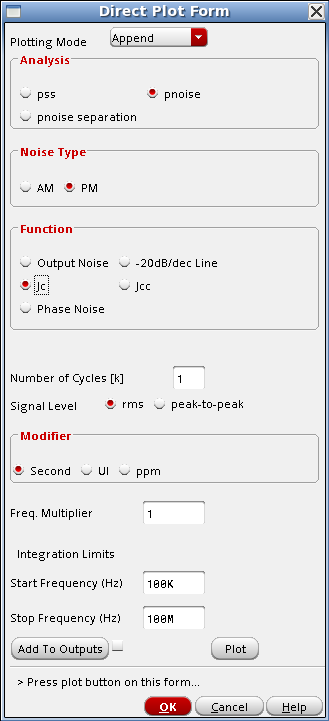 Direct Plot Form
Plotting Mode Append
Analysis
pss pnoise
pnoise separation
Noise Type
AM PM
Function
Output Noise -20dB/dec Line
Jc Jcc
Phase Noise
Number of Cycles [k] 1
Signal Level rms peak-to-peak
Modifier
Second UI ppm
Freq. Multiplier 1
Integration Limits
Start Frequency (Hz) 100K
Stop Frequency (Hz) 100M
Add To Outputs Plot
> Press plot button on this form...
OK Cancel Help